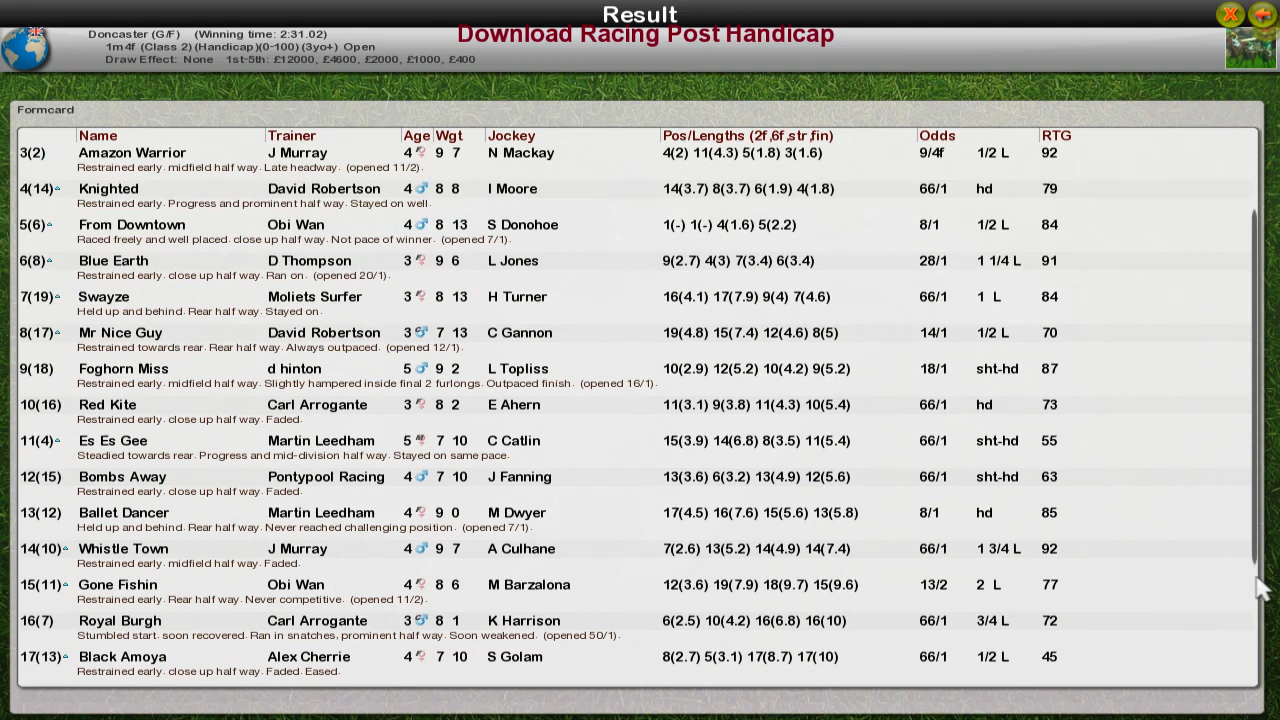 Result
Download Racing Post Handicap
Doncaster (G/F) (Winning time: 2:31.02)
1m4f (Class 2) (Handicap)(0-100) (3yo+) Open
Draw Effect: None 1st-5th: £12000, £4600, £2000, £1000, £400
Formcard
Name Trainer Age Wgt Jockey Pos/Lengths (2f,6f,str,fin) Odds RTG
3(2) Amazon Warrior J Murray 4 9 7 N Mackay 4(2) 11(4.3) 5(1.8) 3(1.6) 9/4f 1/2 L 92
Restrained early. midfield half way. Late headway. (opened 11/2).
4(14) Knighted David Robertson 4 8 8 I Moore 14(3.7) 8(3.7) 6(1.9) 4(1.8) 66/1 hd 79
Restrained early. Progress and prominent half way. Stayed on well.
5(6) From Downtown Obi Wan 4 8 13 S Donohoe 1(-) 1(-) 4(1.6) 5(2.2) 8/1 1/2 L 84
Raced freely and well placed. close up half way. Not pace of winner. (opened 7/1).
6(8) Blue Earth D Thompson 3 9 6 L Jones 9(2.7) 4(3) 7(3.4) 6(3.4) 28/1 1 1/4 L 91
Restrained early. close up half way. Ran on. (opened 20/1).
7(19) Swayze Moliets Surfer 3 8 13 H Turner 16(4.1) 17(7.9) 9(4) 7(4.6) 66/1 1 L 84
Held up and behind. Rear half way. Stayed on.
8(17) Mr Nice Guy David Robertson 3 7 13 C Gannon 19(4.8) 15(7.4) 12(4.6) 8(5) 14/1 1/2 L 70
Restrained towards rear. Rear half way. Always outpaced. (opened 12/1).
9(18) Foghorn Miss d hinton 5 9 2 L Topliss 10(2.9) 12(5.2) 10(4.2) 9(5.2) 18/1 sht-hd 87
Restrained early. midfield half way. Slightly hampered inside final 2 furlongs. Outpaced finish. (opened 16/1).
10(16) Red Kite Carl Arrogante 3 8 2 E Ahern 11(3.1) 9(3.8) 11(4.3) 10(5.4) 66/1 hd 73
Restrained early. close up half way. Faded.
11(4) Es Es Gee Martin Leedham 5 7 10 C Catlin 15(3.9) 14(6.8) 8(3.5) 11(5.4) 66/1 sht-hd 55
Steadied towards rear. Progress and mid-division half way. Stayed on same pace.
12(15) Bombs Away Pontypool Racing 4 7 10 J Fanning 13(3.6) 6(3.2) 13(4.9) 12(5.6) 66/1 sht-hd 63
Restrained early. close up half way. Faded.
13(12) Ballet Dancer Martin Leedham 4 9 0 M Dwyer 17(4.5) 16(7.6) 15(5.6) 13(5.8) 8/1 hd 85
Held up and behind. Rear half way. Never reached challenging position. (opened 7/1).
14(10) Whistle Town J Murray 4 9 7 A Culhane 7(2.6) 13(5.2) 14(4.9) 14(7.4) 66/1 1 3/4 L 92
Restrained early. midfield half way. Faded.
15(11) Gone Fishin Obi Wan 4 8 6 M Barzalona 12(3.6) 19(7.9) 18(9.7) 15(9.6) 13/2 2 L 77
Restrained early. Rear half way. Never competitive. (opened 11/2).
16(7) Royal Burgh Carl Arrogante 3 8 1 K Harrison 6(2.5) 10(4.2) 16(6.8) 16(10) 66/1 3/4 L 72
Stumbled start. soon recovered. Ran in snatches, prominent half way. Soon weakened. (opened 50/1).
17(13) Black Amoya Alex Cherrie 4 7 10 S Golam 8(2.7) 5(3.1) 17(8.7) 17(10) 66/1 1/2 L 45
Restrained early. close up half way. Faded. Eased.